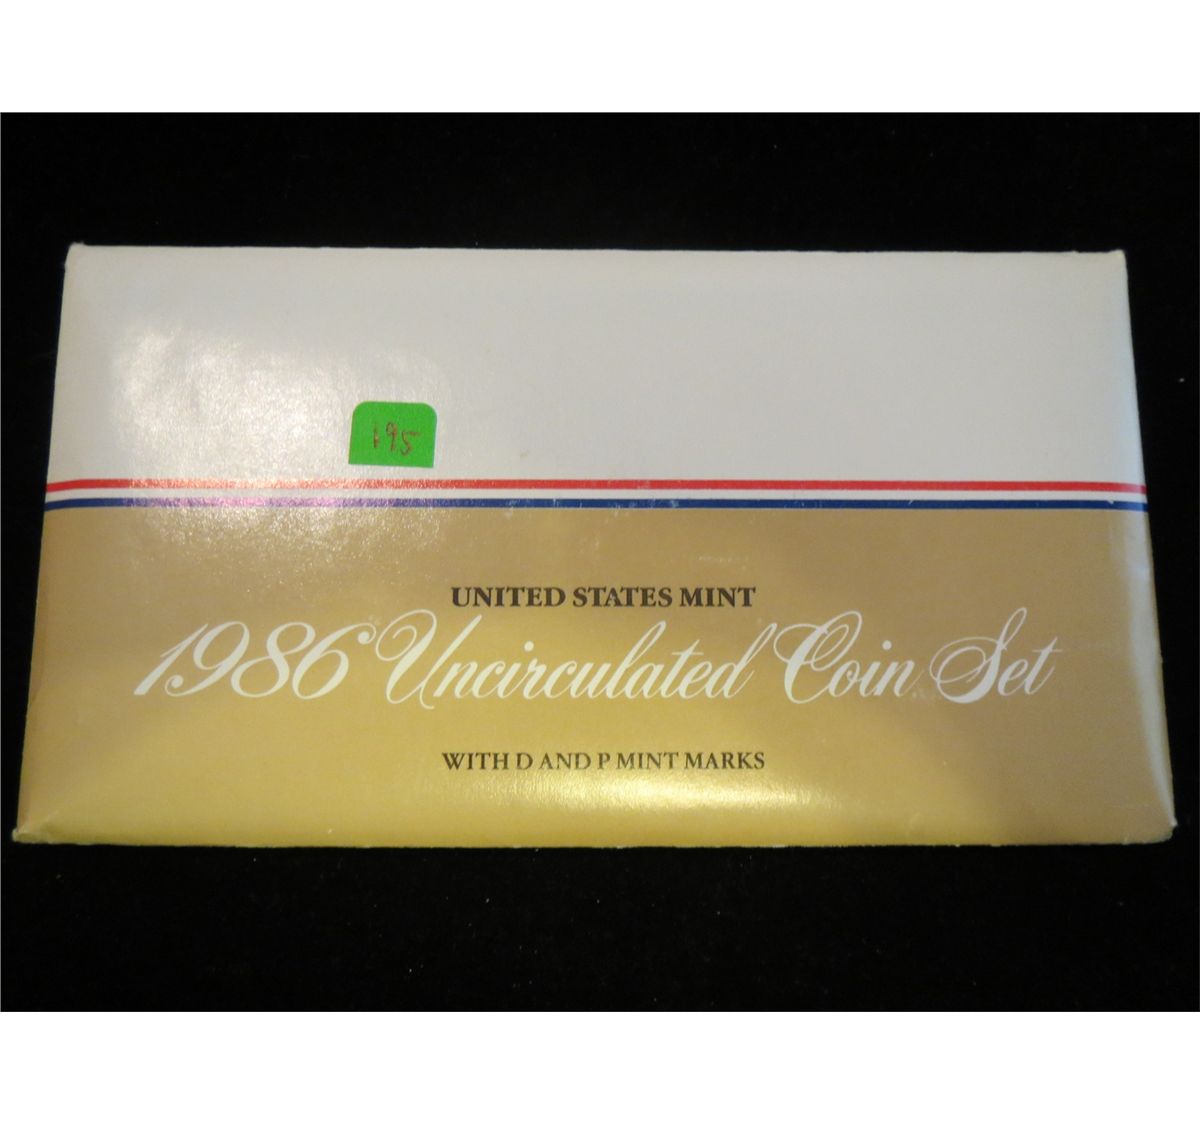 195
UNITED STATES MINT
1986 Uncirculated Coin Set
WITH D AND P MINT MARKS